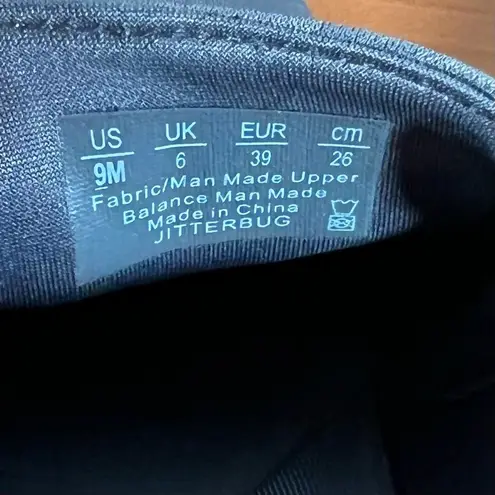 US UK EUR cm
9M 6 39 26
Fabric/Man Made Upper
Balance Man Made
Made in China
JITTERBUG